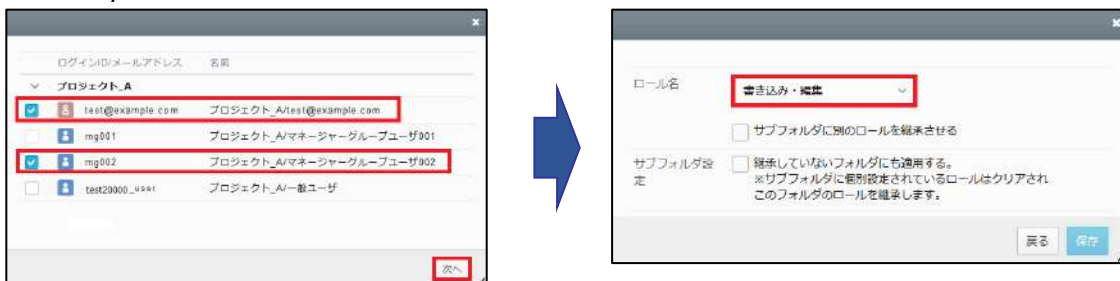 ログインID/メールアドレス 名前
プロジェクト_A
test@example.com プロジェクト_A/test@example.com
mg001 プロジェクト_A/マネージャーグループユーザ001
mg002 プロジェクト_A/マネージャーグループユーザ002
test20000_user プロジェクト_A/一般ユーザ
次へ
ロール名 書き込み・編集
サブフォルダに別のロールを継承させる
サブフォルダ設定 継承していないフォルダにも適用する。
※サブフォルダに個別設定されているロールはクリアされ
このフォルダのロールを継承します。
戻る 保存